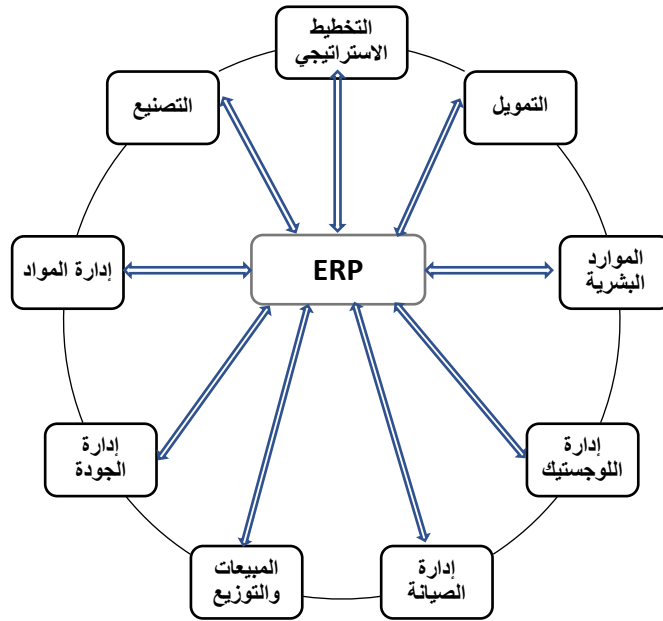 التخطيط
الاستراتيجي
التمويل
التصنيع
ERP
الموارد
البشرية
إدارة المواد
إدارة
اللوجستيك
إدارة
الجودة
إدارة
الصيانة
المبيعات
والتوزيع